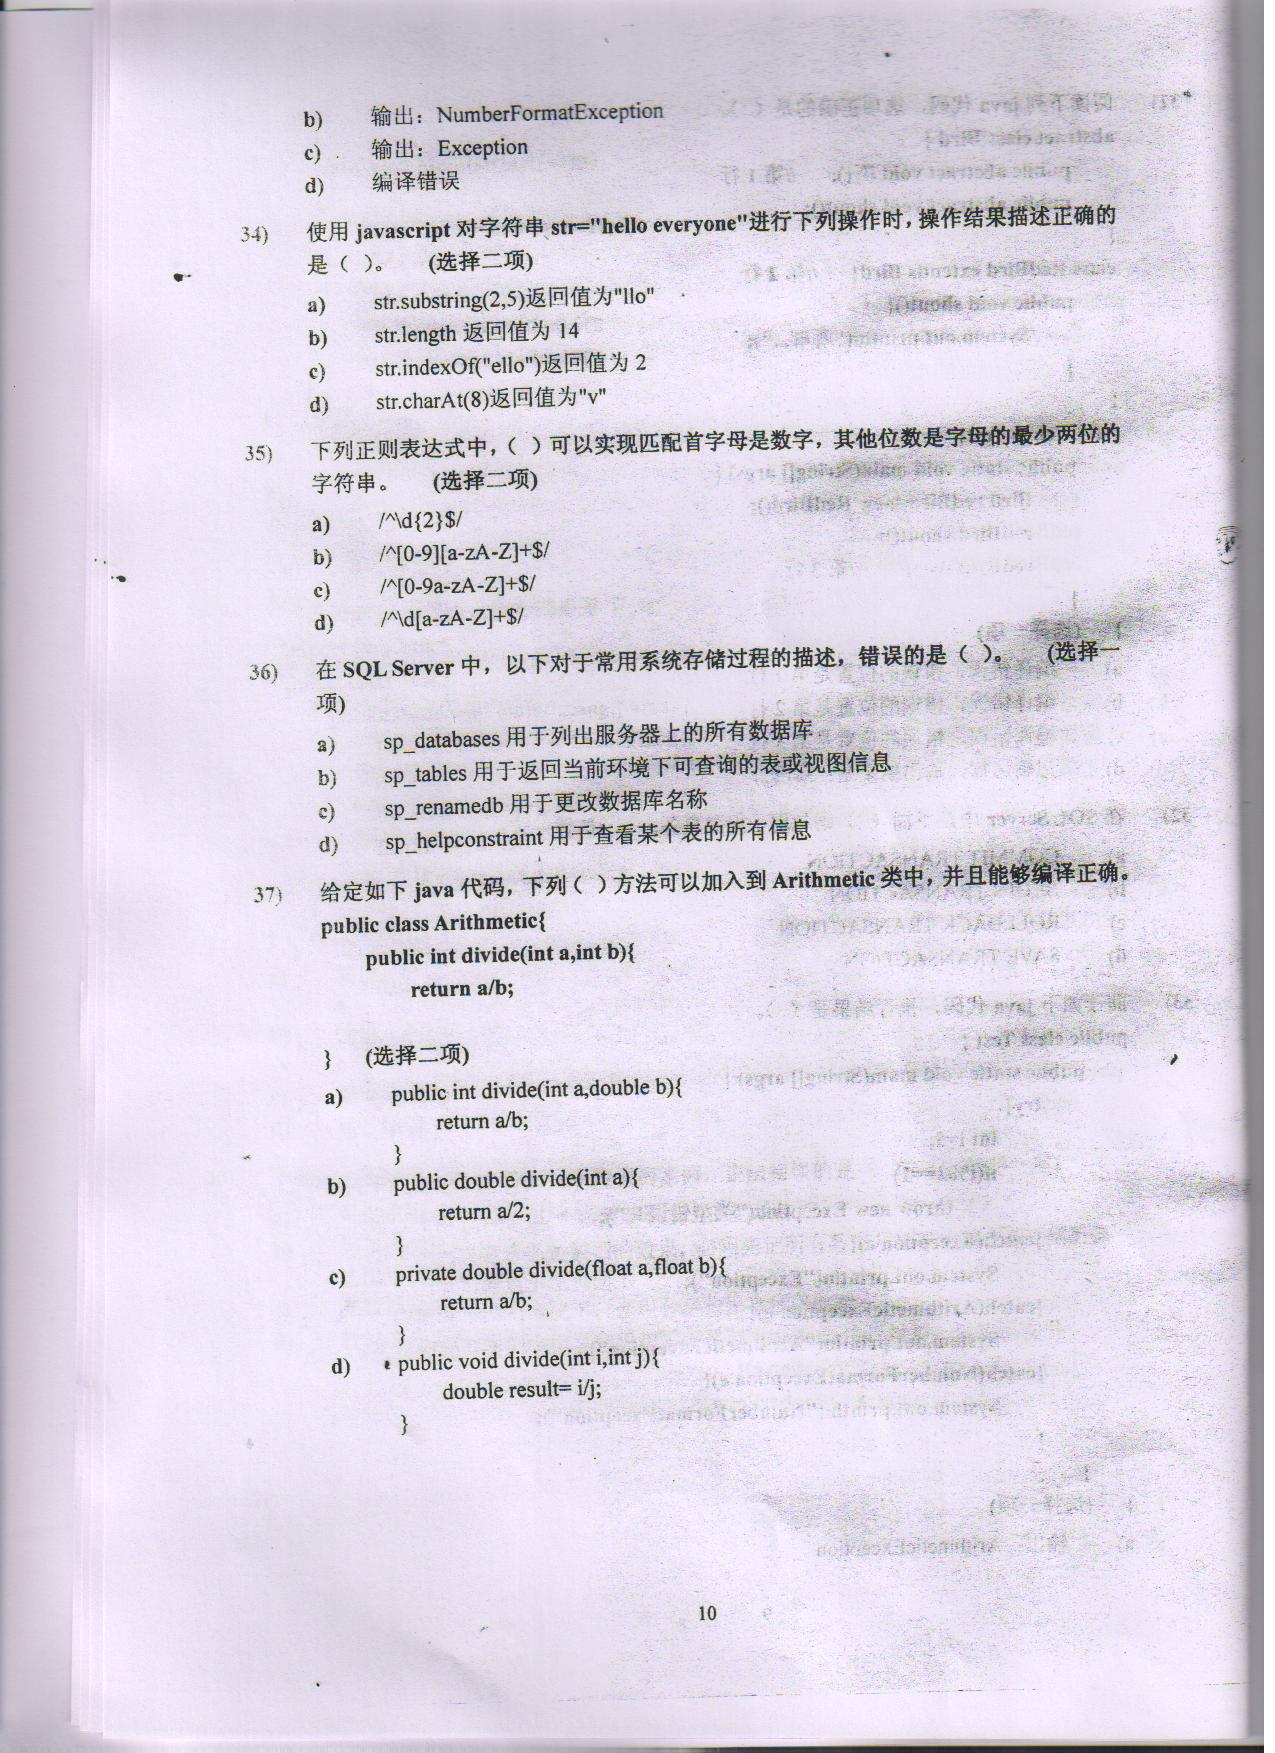 b) 输出：NumberFormatException
c) 输出：Exception
d) 编译错误
34) 使用 javascript 对字符串 str="hello everyone"进行下列操作时，操作结果描述正确的
是（ ）。 (选择二项)
a) str.substring(2,5)返回值为"llo"
b) str.length 返回值为 14
c) str.indexOf("ello")返回值为 2
d) str.charAt(8)返回值为"v"
35) 下列正则表达式中，（ ）可以实现匹配首字母是数字，其他位数是字母的最少两位的
字符串。 (选择二项)
a) /^\d{2}$/
b) /^[0-9][a-zA-Z]+$/
c) /^[0-9a-zA-Z]+$/
d) /^\d[a-zA-Z]+$/
36) 在 SQL Server 中，以下对于常用系统存储过程的描述，错误的是（ ）。 (选择一
项)
a) sp_databases 用于列出服务器上的所有数据库
b) sp_tables 用于返回当前环境下可查询的表或视图信息
c) sp_renamedb 用于更改数据库名称
d) sp_helpconstraint 用于查看某个表的所有信息
37) 给定如下 java 代码，下列（ ）方法可以加入到 Arithmetic 类中，并且能够编译正确。
public class Arithmetic{
public int divide(int a,int b){
return a/b;
} (选择二项)
a) public int divide(int a,double b){
return a/b;
}
b) public double divide(int a){
return a/2;
}
c) private double divide(float a,float b){
return a/b;
}
d) public void divide(int i,int j){
double result= i/j;
}
10